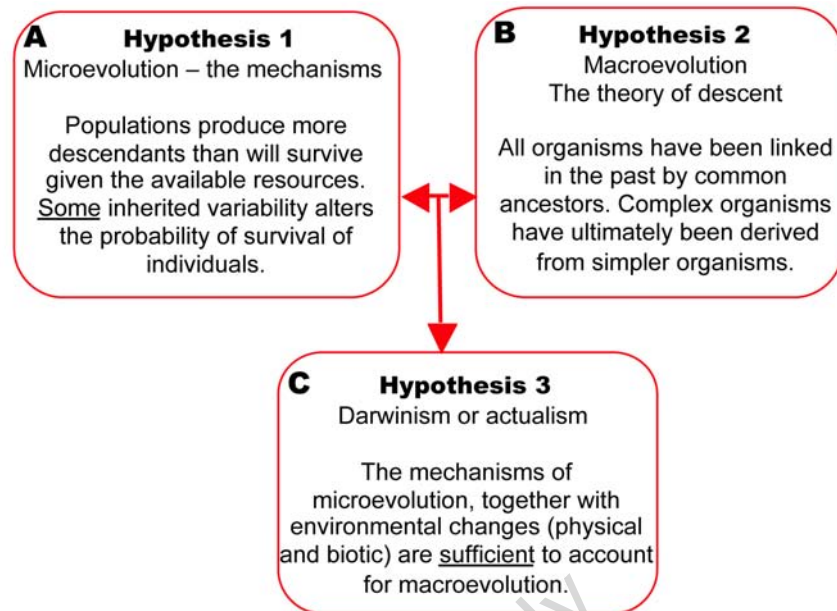 A Hypothesis 1
Microevolution – the mechanisms
Populations produce more
descendants than will survive
given the available resources.
Some inherited variability alters
the probability of survival of
individuals.
B Hypothesis 2
Macroevolution
The theory of descent
All organisms have been linked
in the past by common
ancestors. Complex organisms
have ultimately been derived
from simpler organisms.
C Hypothesis 3
Darwinism or actualism
The mechanisms of
microevolution, together with
environmental changes (physical
and biotic) are sufficient to account
for macroevolution.